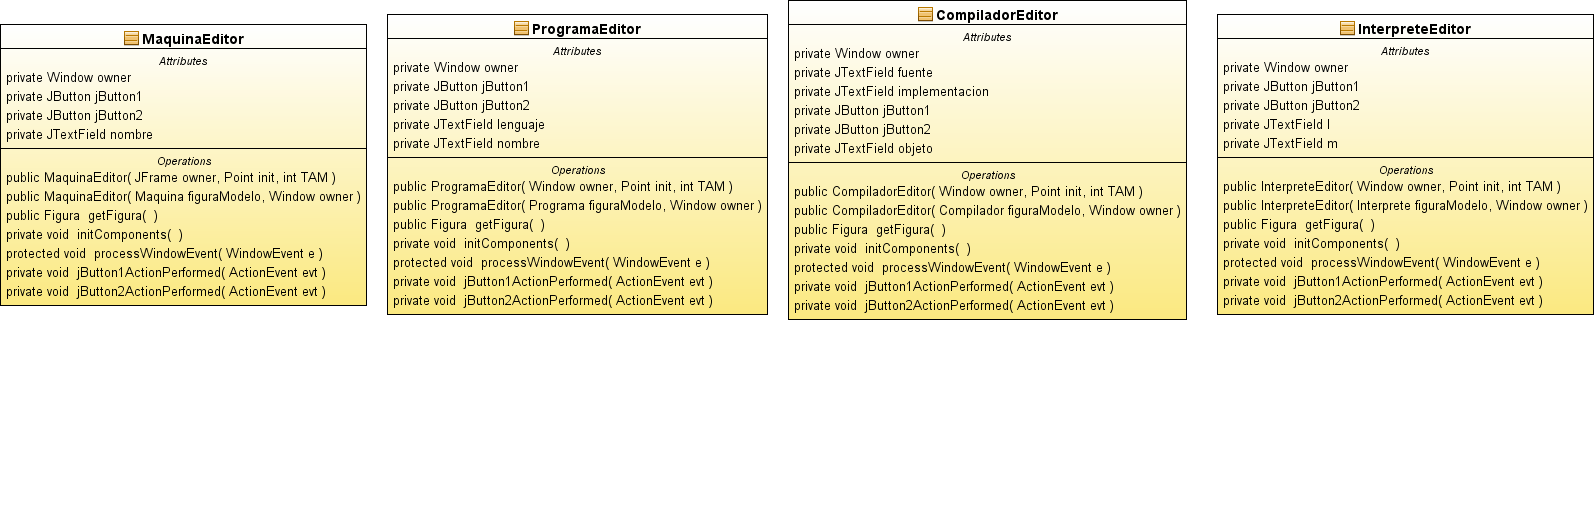 MaquinaEditor
Attributes
private Window owner
private JButton jButton1
private JButton jButton2
private JTextField nombre
Operations
public MaquinaEditor( JFrame owner, Point init, int TAM )
public MaquinaEditor( Maquina figuraModelo, Window owner )
public Figura  getFigura(  )
private void  initComponents(  )
protected void  processWindowEvent( WindowEvent e )
private void  jButton1ActionPerformed( ActionEvent evt )
private void  jButton2ActionPerformed( ActionEvent evt )
ProgramaEditor
Attributes
private Window owner
private JButton jButton1
private JButton jButton2
private JTextField lenguaje
private JTextField nombre
Operations
public ProgramaEditor( Window owner, Point init, int TAM )
public ProgramaEditor( Programa figuraModelo, Window owner )
public Figura  getFigura(  )
private void  initComponents(  )
protected void  processWindowEvent( WindowEvent e )
private void  jButton1ActionPerformed( ActionEvent evt )
private void  jButton2ActionPerformed( ActionEvent evt )
CompiladorEditor
Attributes
private Window owner
private JTextField fuente
private JTextField implementacion
private JButton jButton1
private JButton jButton2
private JTextField objeto
Operations
public CompiladorEditor( Window owner, Point init, int TAM )
public CompiladorEditor( Compilador figuraModelo, Window owner )
public Figura  getFigura(  )
private void  initComponents(  )
protected void  processWindowEvent( WindowEvent e )
private void  jButton1ActionPerformed( ActionEvent evt )
private void  jButton2ActionPerformed( ActionEvent evt )
InterpreteEditor
Attributes
private Window owner
private JButton jButton1
private JButton jButton2
private JTextField l
private JTextField m
Operations
public InterpreteEditor( Window owner, Point init, int TAM )
public InterpreteEditor( Interprete figuraModelo, Window owner )
public Figura  getFigura(  )
private void  initComponents(  )
protected void  processWindowEvent( WindowEvent e )
private void  jButton1ActionPerformed( ActionEvent evt )
private void  jButton2ActionPerformed( ActionEvent evt )